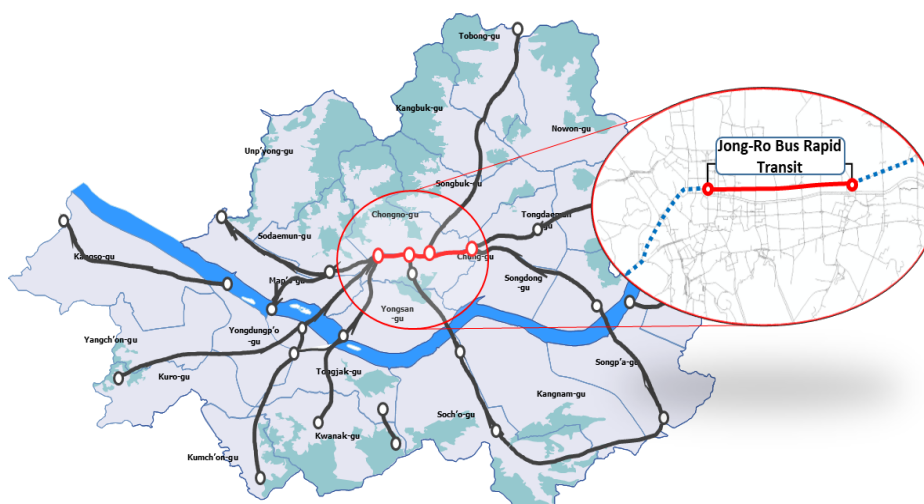 Tobong-gu
Kangbuk-gu
Nowon-gu
Unp'yong-gu
Jong-Ro Bus Rapid
Transit
Songbuk-gu
Chongno-gu
Sodaemun-gu
Kangso-gu
-gu
Chung-gu
Songdong
-gu
Yongsan
-gu
Yongdungp'o
-gu
Yangch'on-gu
Kuro-gu
Songp'a-gu
Tongjak-gu
Kangnam-gu
Soch'o-gu
Kwanak-gu
Kumch'on-gu